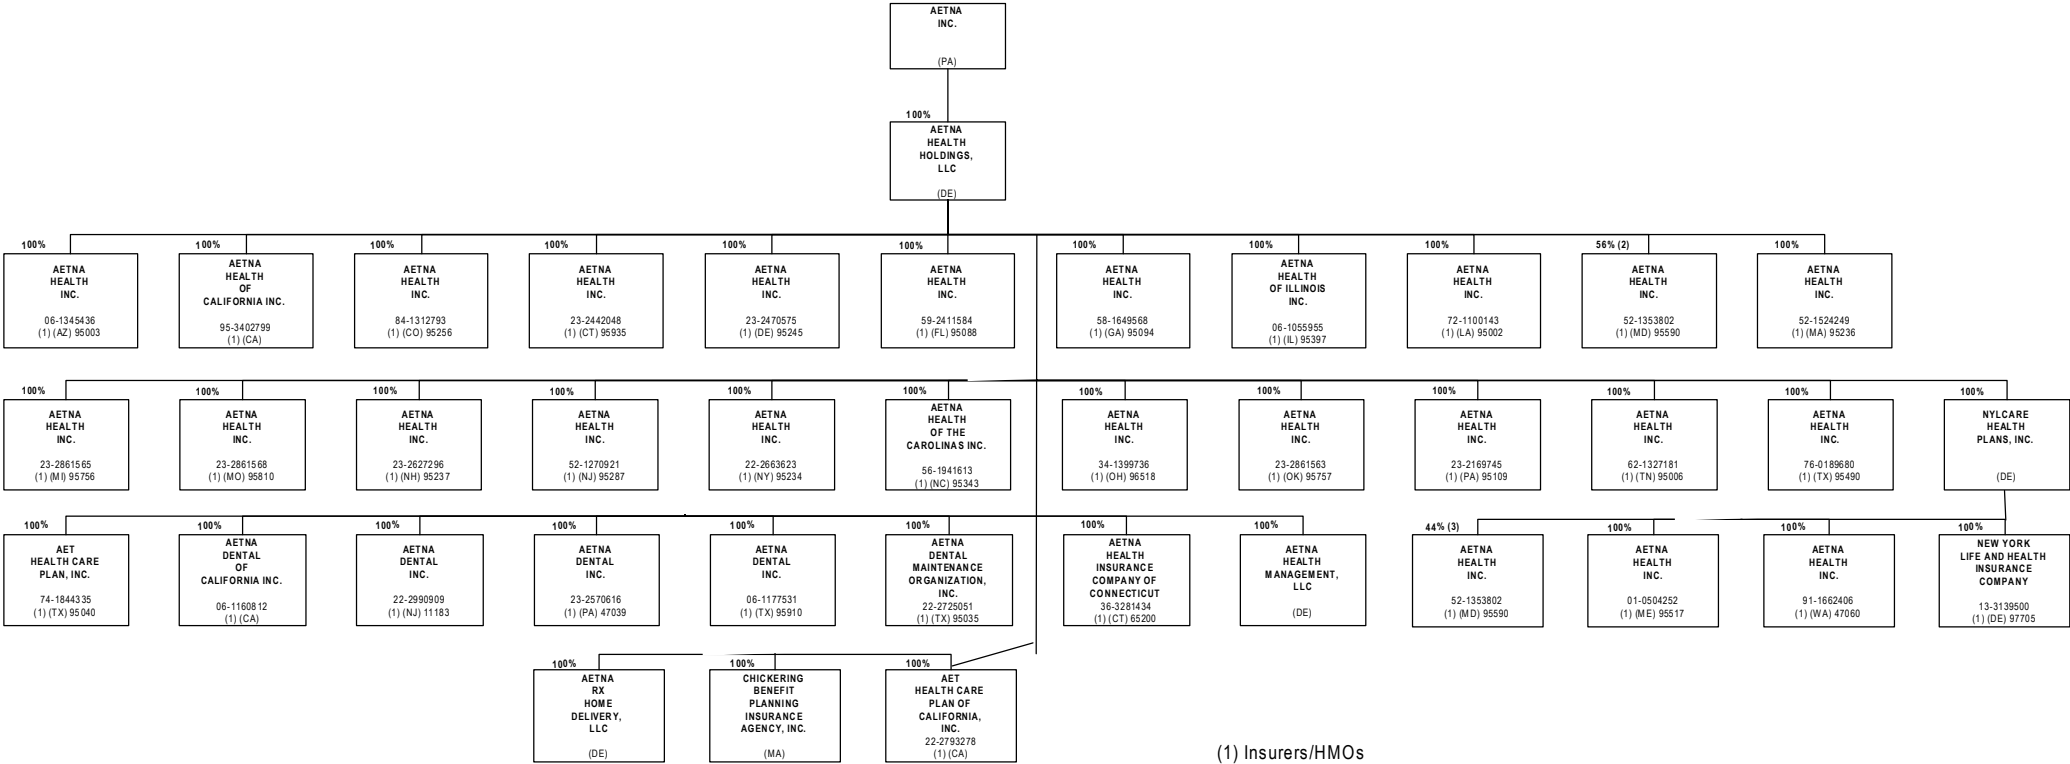 AETNA
INC.
(PA)
100%
AETNA
HEALTH
HOLDINGS,
LLC
(DE)
100%
AETNA
HEALTH
INC.
06-1345436
(1) (AZ) 95003
100%
AETNA
HEALTH
OF
CALIFORNIA INC.
95-3402799
(1) (CA)
100%
AETNA
HEALTH
INC.
84-1312793
(1) (CO) 95256
100%
AETNA
HEALTH
INC.
23-2442048
(1) (CT) 95935
100%
AETNA
HEALTH
INC.
23-2470575
(1) (DE) 95245
100%
AETNA
HEALTH
INC.
59-2411584
(1) (FL) 95088
100%
AETNA
HEALTH
INC.
58-1649568
(1) (GA) 95094
100%
AETNA
HEALTH
OF ILLINOIS
INC.
06-1055955
(1) (IL) 95397
100%
AETNA
HEALTH
INC.
72-1100143
(1) (LA) 95002
56% (2)
AETNA
HEALTH
INC.
52-1353802
(1) (MD) 95590
100%
AETNA
HEALTH
INC.
52-1524249
(1) (MA) 95236
100%
AETNA
HEALTH
INC.
23-2861565
(1) (MI) 95756
100%
AETNA
HEALTH
INC.
23-2861568
(1) (MO) 95810
100%
AETNA
HEALTH
INC.
23-2627296
(1) (NH) 95237
100%
AETNA
HEALTH
INC.
52-1270921
(1) (NJ) 95287
100%
AETNA
HEALTH
INC.
22-2663623
(1) (NY) 95234
100%
AETNA
HEALTH
OF THE
CAROLINAS INC.
56-1941613
(1) (NC) 95343
100%
AETNA
HEALTH
INC.
34-1399736
(1) (OH) 96518
100%
AETNA
HEALTH
INC.
23-2861563
(1) (OK) 95757
100%
AETNA
HEALTH
INC.
23-2169745
(1) (PA) 95109
100%
AETNA
HEALTH
INC.
62-1327181
(1) (TN) 95006
100%
AETNA
HEALTH
INC.
76-0189680
(1) (TX) 95490
100%
NYLCARE
HEALTH
PLANS, INC.
(DE)
100%
AET
HEALTH CARE
PLAN, INC.
74-1844335
(1) (TX) 95040
100%
AETNA
DENTAL
OF
CALIFORNIA INC.
06-1160812
(1) (CA)
100%
AETNA
DENTAL
INC.
22-2990909
(1) (NJ) 11183
100%
AETNA
DENTAL
INC.
23-2570616
(1) (PA) 47039
100%
AETNA
DENTAL
INC.
06-1177531
(1) (TX) 95910
100%
AETNA
DENTAL
MAINTENANCE
ORGANIZATION,
INC.
22-2725051
(1) (TX) 95035
100%
AETNA
HEALTH
INSURANCE
COMPANY OF
CONNECTICUT
36-3281434
(1) (CT) 65200
100%
AETNA
HEALTH
MANAGEMENT,
LLC
(DE)
44% (3)
AETNA
HEALTH
INC.
52-1353802
(1) (MD) 95590
100%
AETNA
HEALTH
INC.
01-0504252
(1) (ME) 95517
100%
AETNA
HEALTH
INC.
91-1662406
(1) (WA) 47060
100%
NEW YORK
LIFE AND HEALTH
INSURANCE
COMPANY
13-3139500
(1) (DE) 97705
100%
AETNA
RX
HOME
DELIVERY,
LLC
(DE)
100%
CHICKERING
BENEFIT
PLANNING
INSURANCE
AGENCY, INC.
(MA)
100%
AET
HEALTH CARE
PLAN OF
CALIFORNIA,
INC.
22-2793278
(1) (CA)
(1) Insurers/HMOs